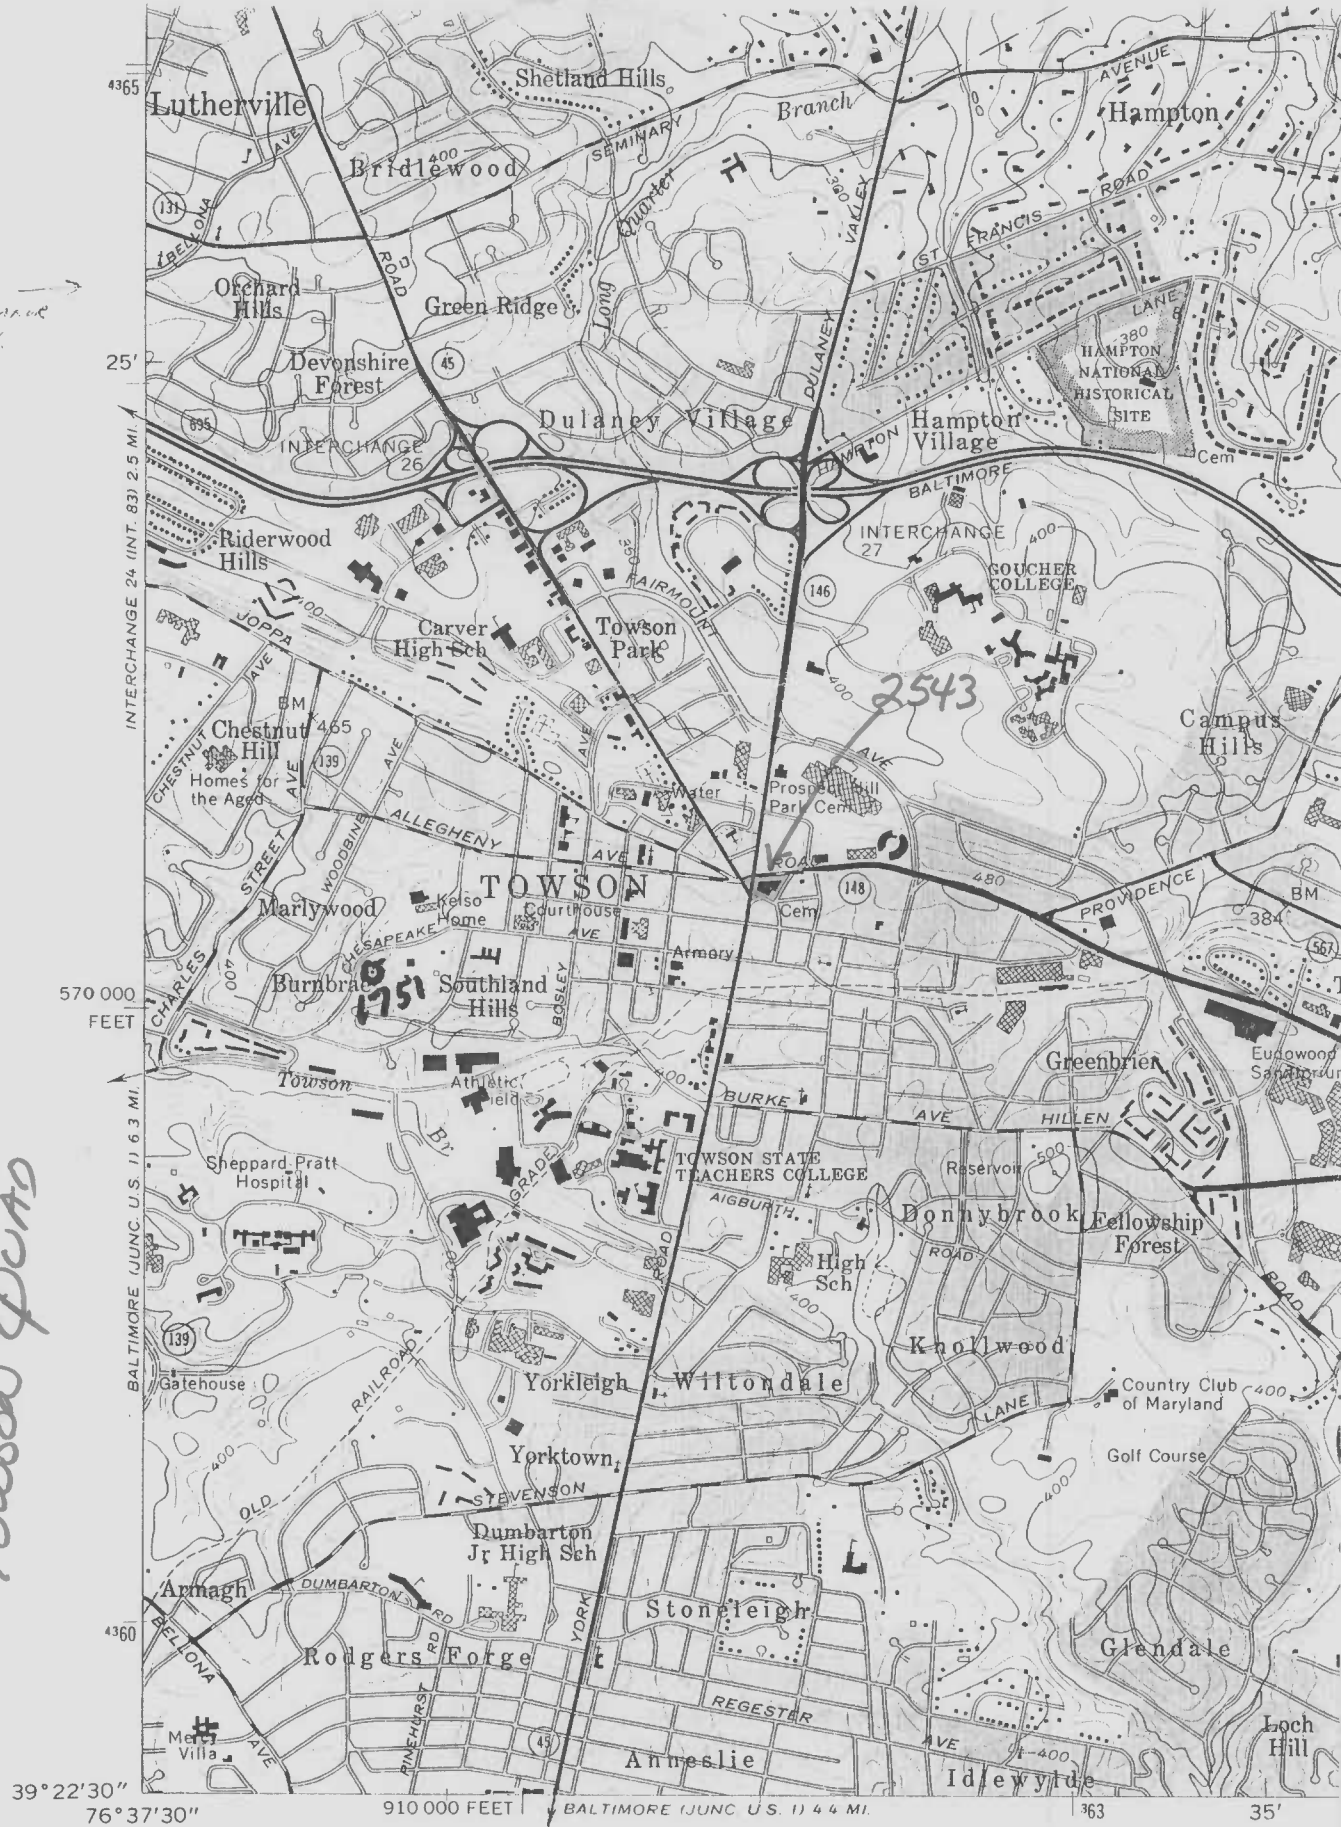 4365
Lutherville
Shetland Hills
Branch
AVENUE
Hampton
AVE
Bridlewood
400
SEMINARY
Quarter
300
VALLEY
ROAD
131
BELLONA
ST
FRANCIS
ROAD
Orchard
Hills
Green Ridge
Long
DULANEY
LANE
380
HAMPTON
NATIONAL
HISTORICAL
SITE
25'
Devonshire
Forest
45
695
INTERCHANGE
26
Dulaney Village
HAMPTON
Hampton
Village
BALTIMORE
Cem
INTERCHANGE 24 (INT. 83) 2.5 MI.
Riderwood
Hills
350
FAIRMOUNT
INTERCHANGE
27
400
GOUCHER
COLLEGE
146
JOPPA
400
Carver
High Sch
Towson
Park
400
2543
AVE
BM
465
Chestnut
Hill
CHESTNUT
139
AVE
AVE
AVE
Homes for
the Aged
Campus
Hills
AVE
Water
Prospect Hill
Park Cem
ALLEGHENY
AVE
ROAD
STREET
WOODBINE
TOWSON
148
480
PROVIDENCE
BM
384
567
Marlywood
Kelso
Home
Courthouse
Cem
CHESAPEAKE
AVE
Armory
CHARLES
400
Burnbrae
1751
Southland
Hills
BOSLEY
570 000
FEET
Towson
Athletic
Field
400
Greenbrier
Eudowood
Sanatorium
BURKE
AVE
HILLEN
Br.
BALTIMORE (JUNC. U.S. 1) 6.3 MI.
Sheppard Pratt
Hospital
GRADE
TOWSON STATE
TEACHERS COLLEGE
Reservoir
500
AIGBURTH
Donnybrook
Fellowship
Forest
ROAD
ROAD
High
Sch
ROAD
400
400
139
Gatehouse
RAILROAD
Knollwood
Yorkleigh
Wiltondale
LANE
Country Club
of Maryland
400
400
Yorktown
Golf Course
400
OLD
STEVENSON
Dumbarton
Jr High Sch
Armagh
DUMBARTON
RD
Stoneleigh
4360
BELLONA
YORK
RD
Rodgers Forge
Glendale
PINEHURST
REGESTER
Mercy
Villa
AVE
45
Anneslie
AVE
400
Idlewylde
Loch
Hill
39°22'30"
76°37'30"
910 000 FEET
BALTIMORE (JUNC. U.S. 1) 4.4 MI.
363
35'
QUAD